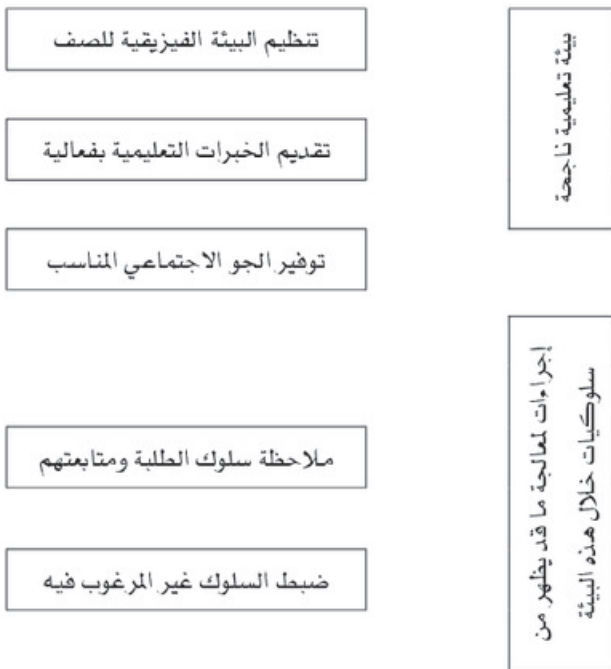 بيئة تعليمية ناجحة
تنظيم البيئة الفيزيقية للصف
تقديم الخبرات التعليمية بفعالية
توفير الجو الاجتماعي المناسب
إجراءات لمعالجة ما قد يظهر من
سلوكيات خلال هذه البيئة
ملاحظة سلوك الطلبة ومتابعتهم
ضبط السلوك غير المرغوب فيه